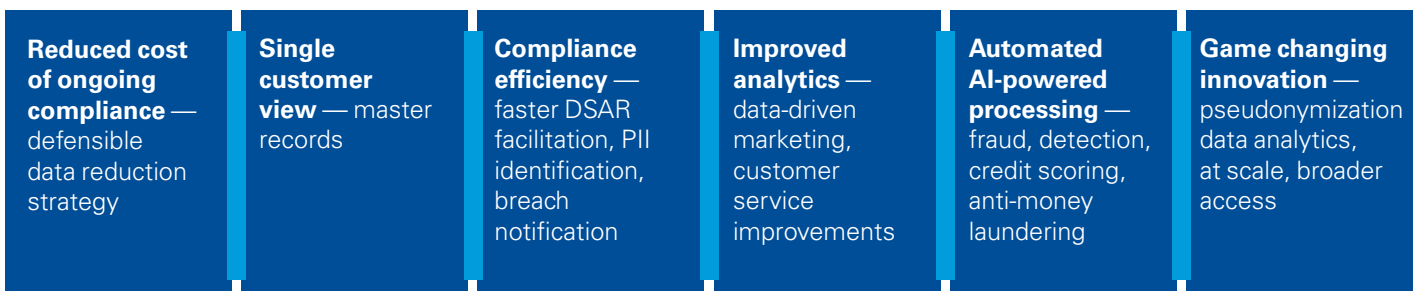 Reduced cost
of ongoing
compliance —
defensible
data reduction
strategy
Single
customer
view — master
records
Compliance
efficiency —
faster DSAR
facilitation, PII
identification,
breach
notification
Improved
analytics —
data-driven
marketing,
customer
service
improvements
Automated
AI-powered
processing —
fraud, detection,
credit scoring,
anti-money
laundering
Game changing
innovation —
pseudonymization
data analytics,
at scale, broader
access